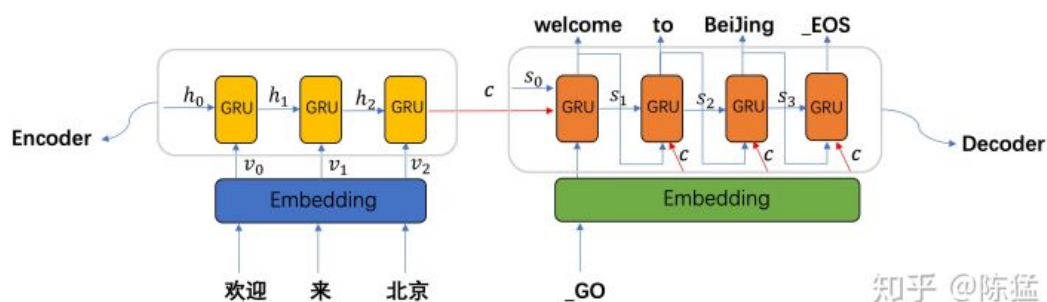 welcome to BeiJing _EOS
h₀ GRU h₁ GRU h₂ GRU c s₀ GRU s₁ GRU s₂ GRU s₃ GRU
Encoder
Decoder
v₀ v₁ v₂ c c c
Embedding
Embedding
欢迎 来 北京 _GO
知乎 @陈猛